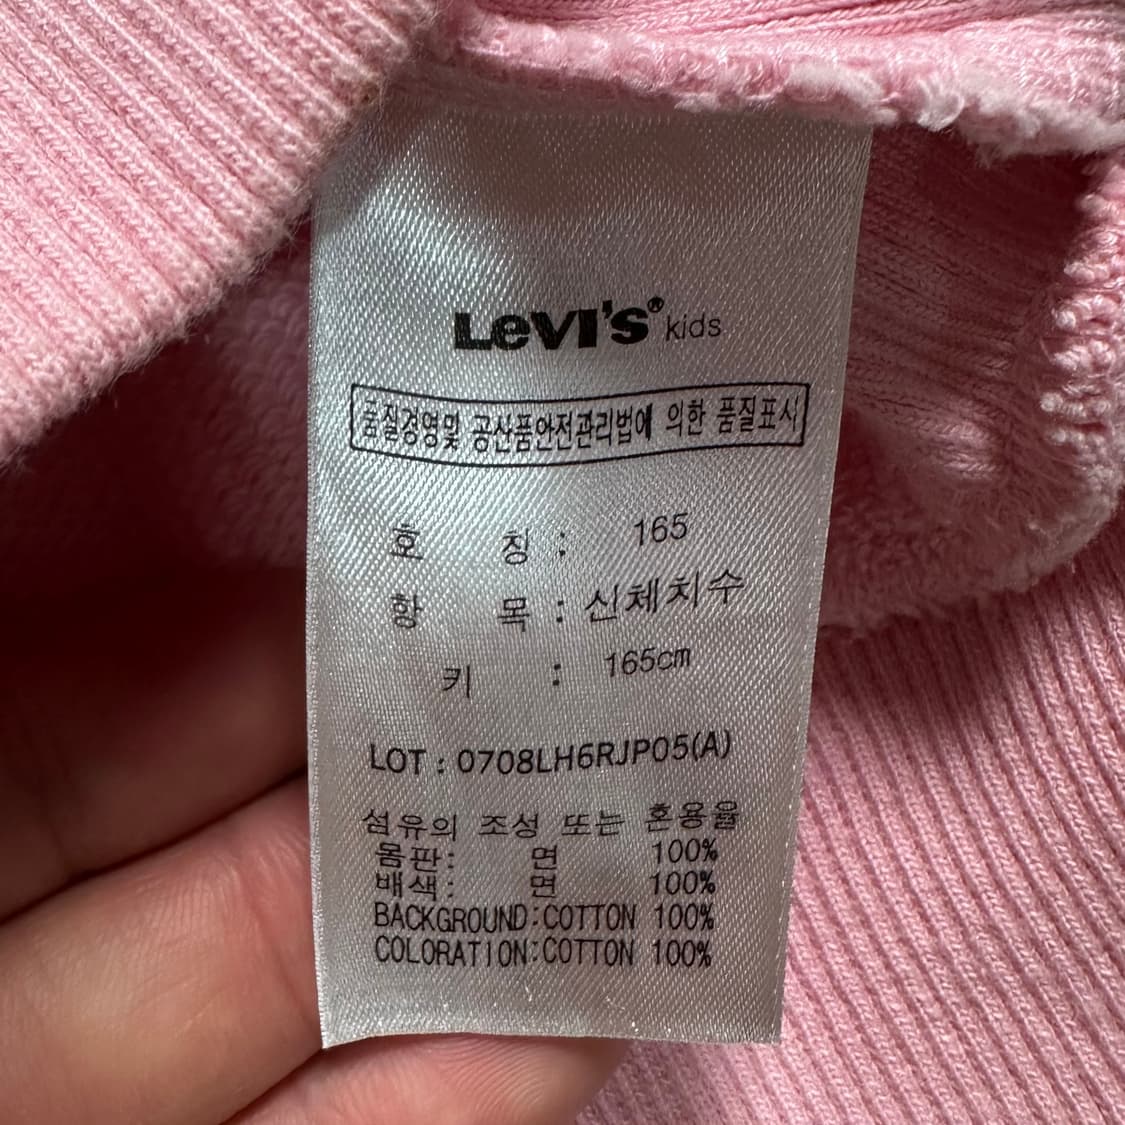 Levi's® kids
품질경영및 공산품안전관리법에 의한 품질표시
호 칭 : 165
항 목 : 신체치수
키 : 165cm
LOT : 0708LH6RJP05(A)
섬유의 조성 또는 혼용율
몸판: 면 100%
배색: 면 100%
BACKGROUND:COTTON 100%
COLORATION:COTTON 100%